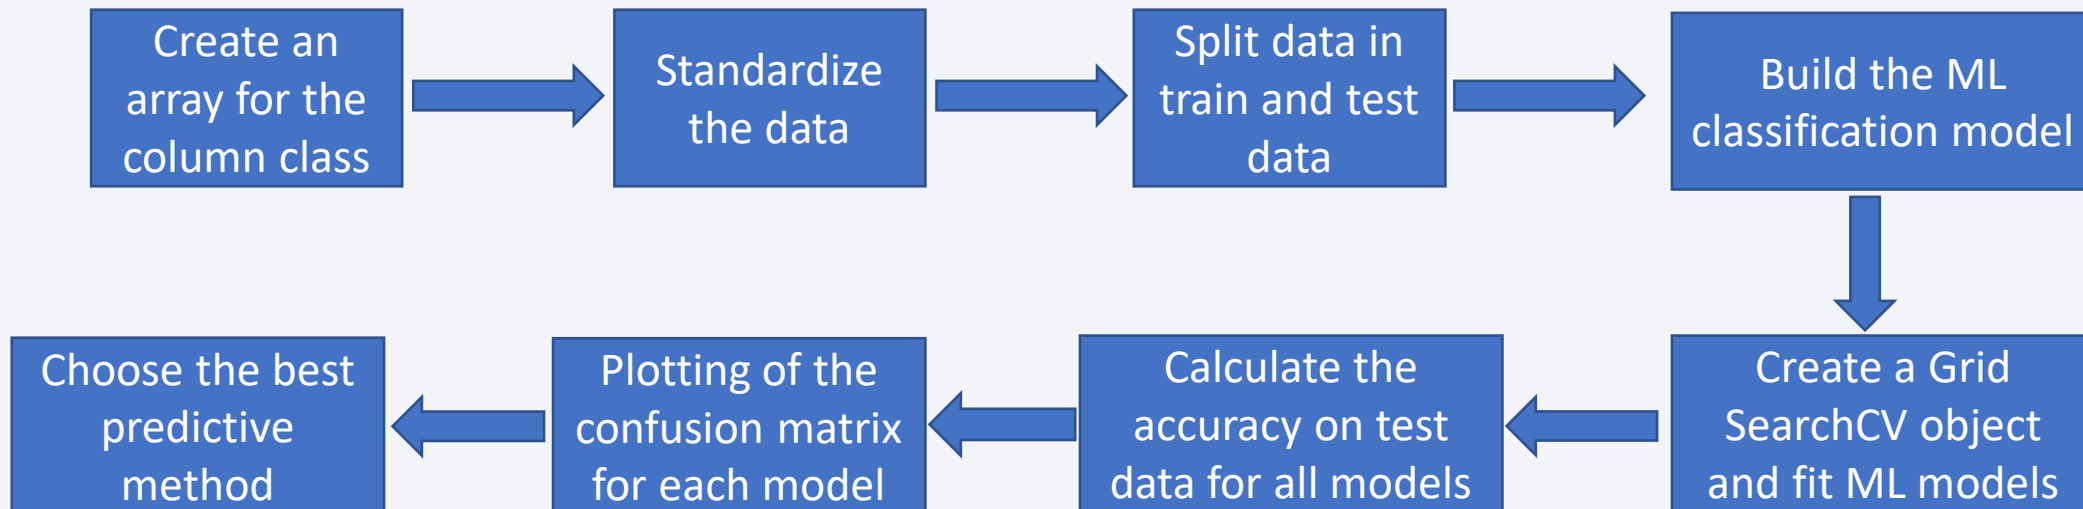 Create an
array for the
column class
Standardize
the data
Split data in
train and test
data
Build the ML
classification model
Create a Grid
SearchCV object
and fit ML models
Calculate the
accuracy on test
data for all models
Plotting of the
confusion matrix
for each model
Choose the best
predictive
method